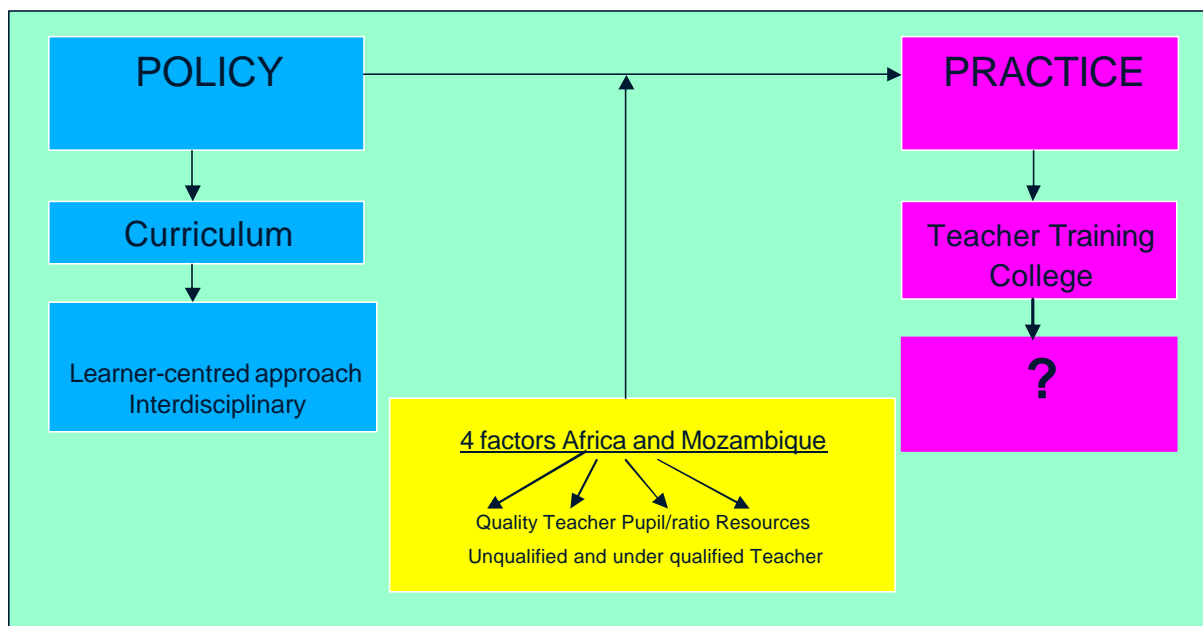 POLICY
PRACTICE
Curriculum
Teacher Training
College
Learner-centred approach
Interdisciplinary
?
4 factors Africa and Mozambique
Quality Teacher Pupil/ratio Resources
Unqualified and under qualified Teacher